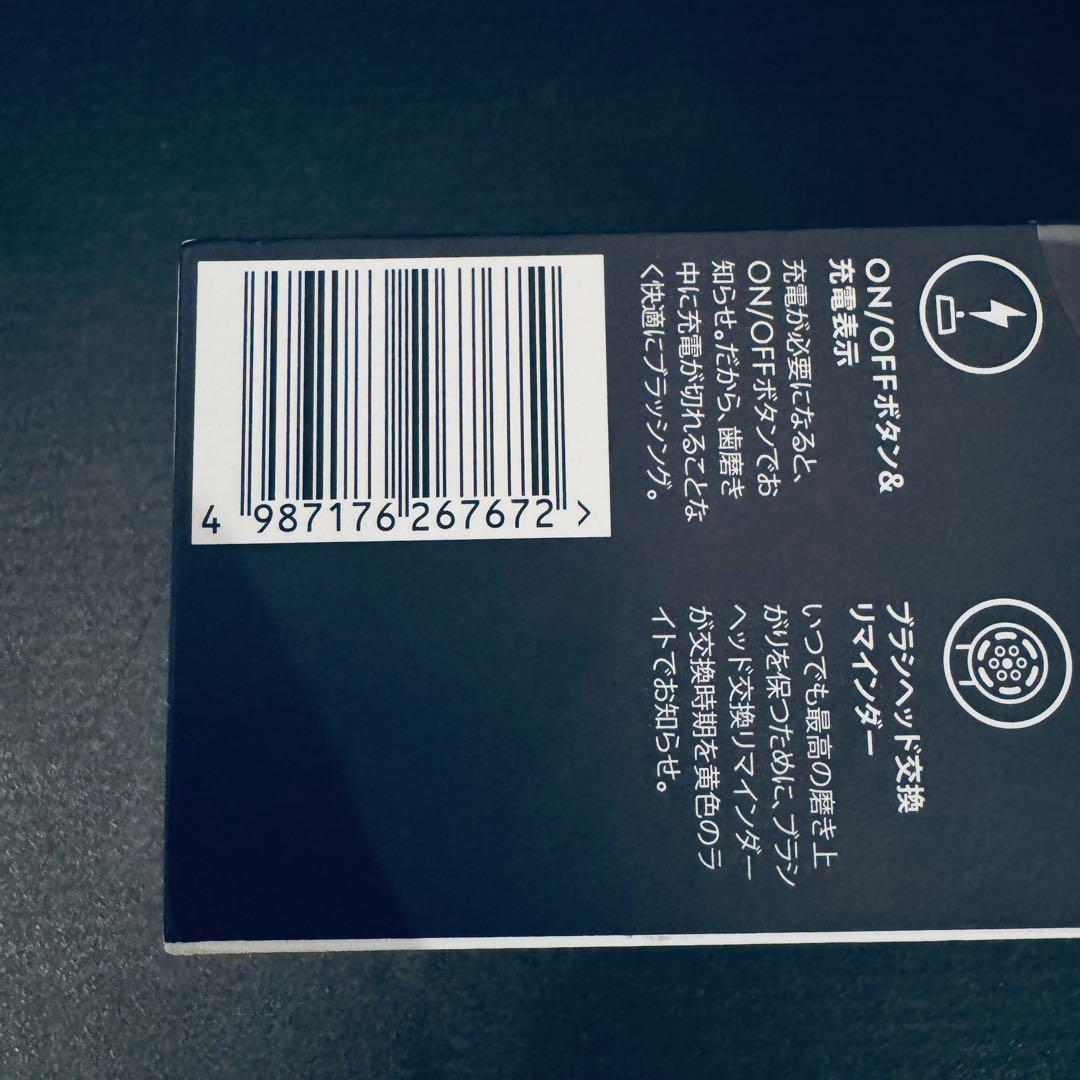 ON/OFFボタン&
充電表示
充電が必要になると、
ON/OFFボタンでお
知らせ。だから、歯磨き
中に充電が切れることな
く快適にブラッシング。
ブラシヘッド交換
リマインダー
いつでも最高の磨き上
がりを保つために、ブラシ
ヘッド交換リマインダー
が交換時期を黄色のラ
イトでお知らせ。
4 987176 267672 >